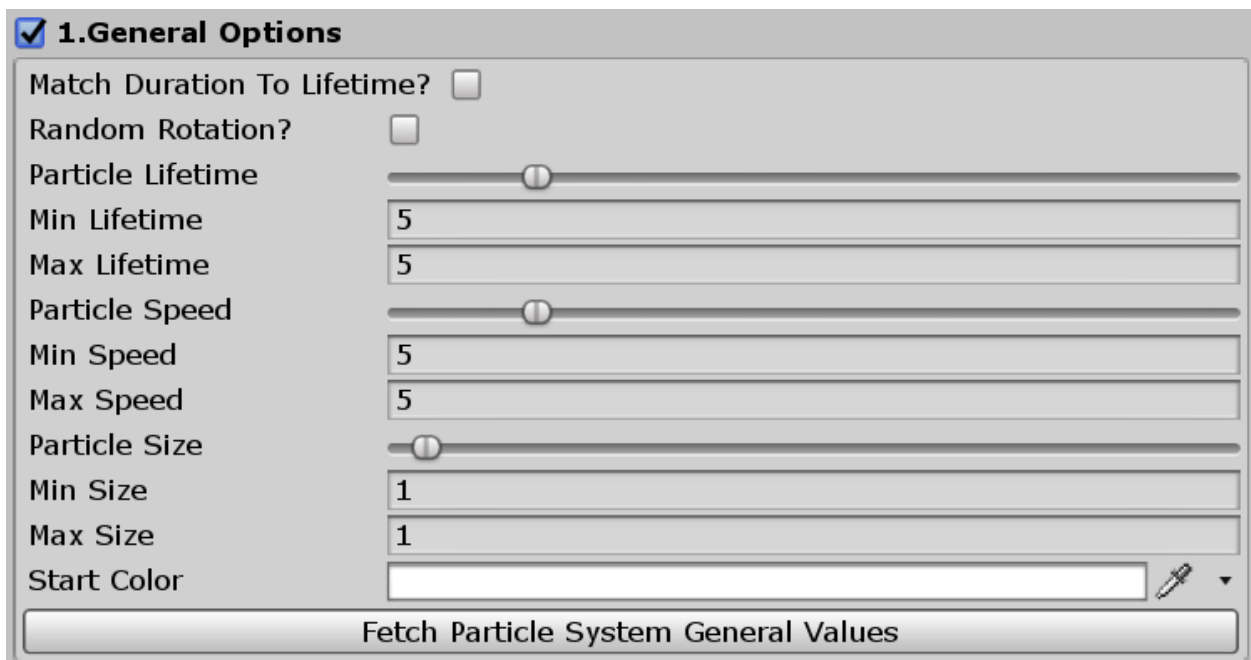 1.General Options
Match Duration To Lifetime?
Random Rotation?
Particle Lifetime
Min Lifetime 5
Max Lifetime 5
Particle Speed
Min Speed 5
Max Speed 5
Particle Size
Min Size 1
Max Size 1
Start Color
Fetch Particle System General Values